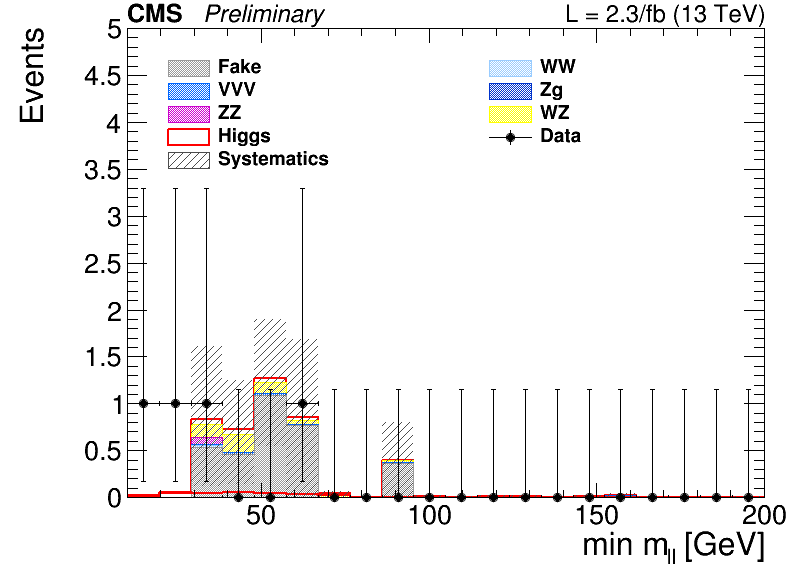 CMS Preliminary L = 2.3/fb (13 TeV)
Events
5
4.5
4
3.5
3
2.5
2
1.5
1
0.5
0
Fake
VVV
ZZ
Higgs
Systematics
WW
Zg
WZ
Data
50 100 150 200
min m_ll [GeV]